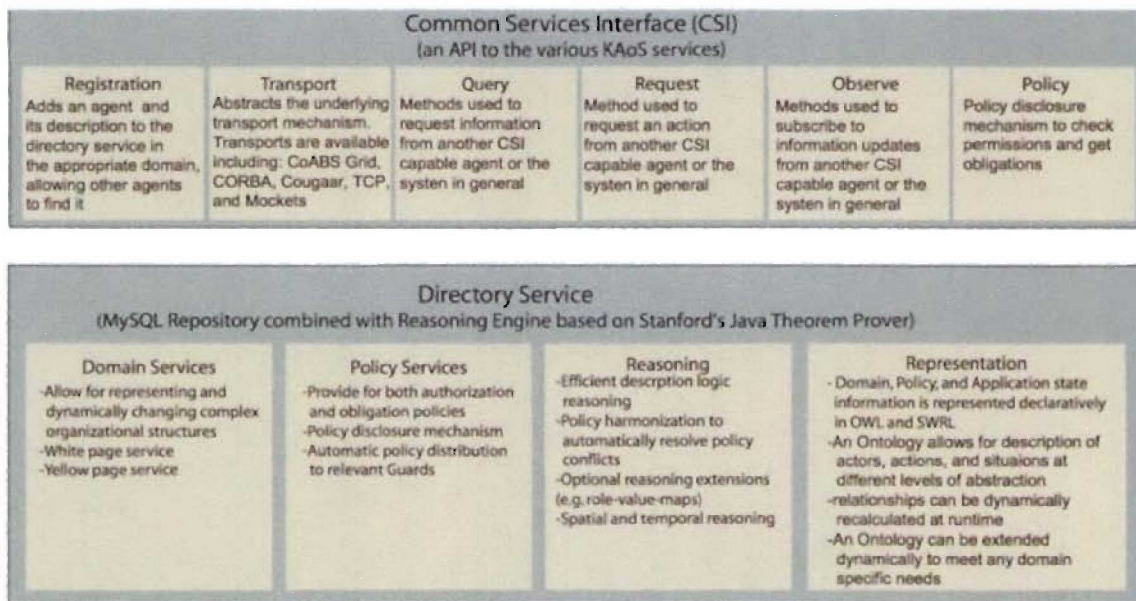 Common Services Interface (CSI)
(an API to the various KAoS services)
Registration
Adds an agent and
its description to the
directory service in
the appropriate domain,
allowing other agents
to find it
Transport
Abstracts the underlying
transport mechanism.
Transports are available
including: CoABS Grid,
CORBA, Cougaar, TCP,
and Mockets
Query
Methods used to
request information
from another CSI
capable agent or the
systen in general
Request
Method used to
request an action
from another CSI
capable agent or the
systen in general
Observe
Methods used to
subscribe to
information updates
from another CSI
capable agent or the
systen in general
Policy
Policy disclosure
mechanism to check
permissions and get
obligations
Directory Service
(MySQL Repository combined with Reasoning Engine based on Stanford's Java Theorem Prover)
Domain Services
-Allow for representing and
dynamically changing complex
organizational structures
-White page service
-Yellow page service
Policy Services
-Provide for both authorization
and obligation policies
-Policy disclosure mechanism
-Automatic policy distribution
to relevant Guards
Reasoning
-Efficient descrption logic
reasoning
-Policy harmonization to
automatically resolve policy
conflicts
-Optional reasoning extensions
(e.g. role-value-maps)
-Spatial and temporal reasoning
Representation
- Domain, Policy, and Application state
information is represented declaratively
in OWL and SWRL
-An Ontology allows for description of
actors, actions, and situaions at
different levels of abstraction
-relationships can be dynamically
recalculated at runtime
-An Ontology can be extended
dynamically to meet any domain
specific needs